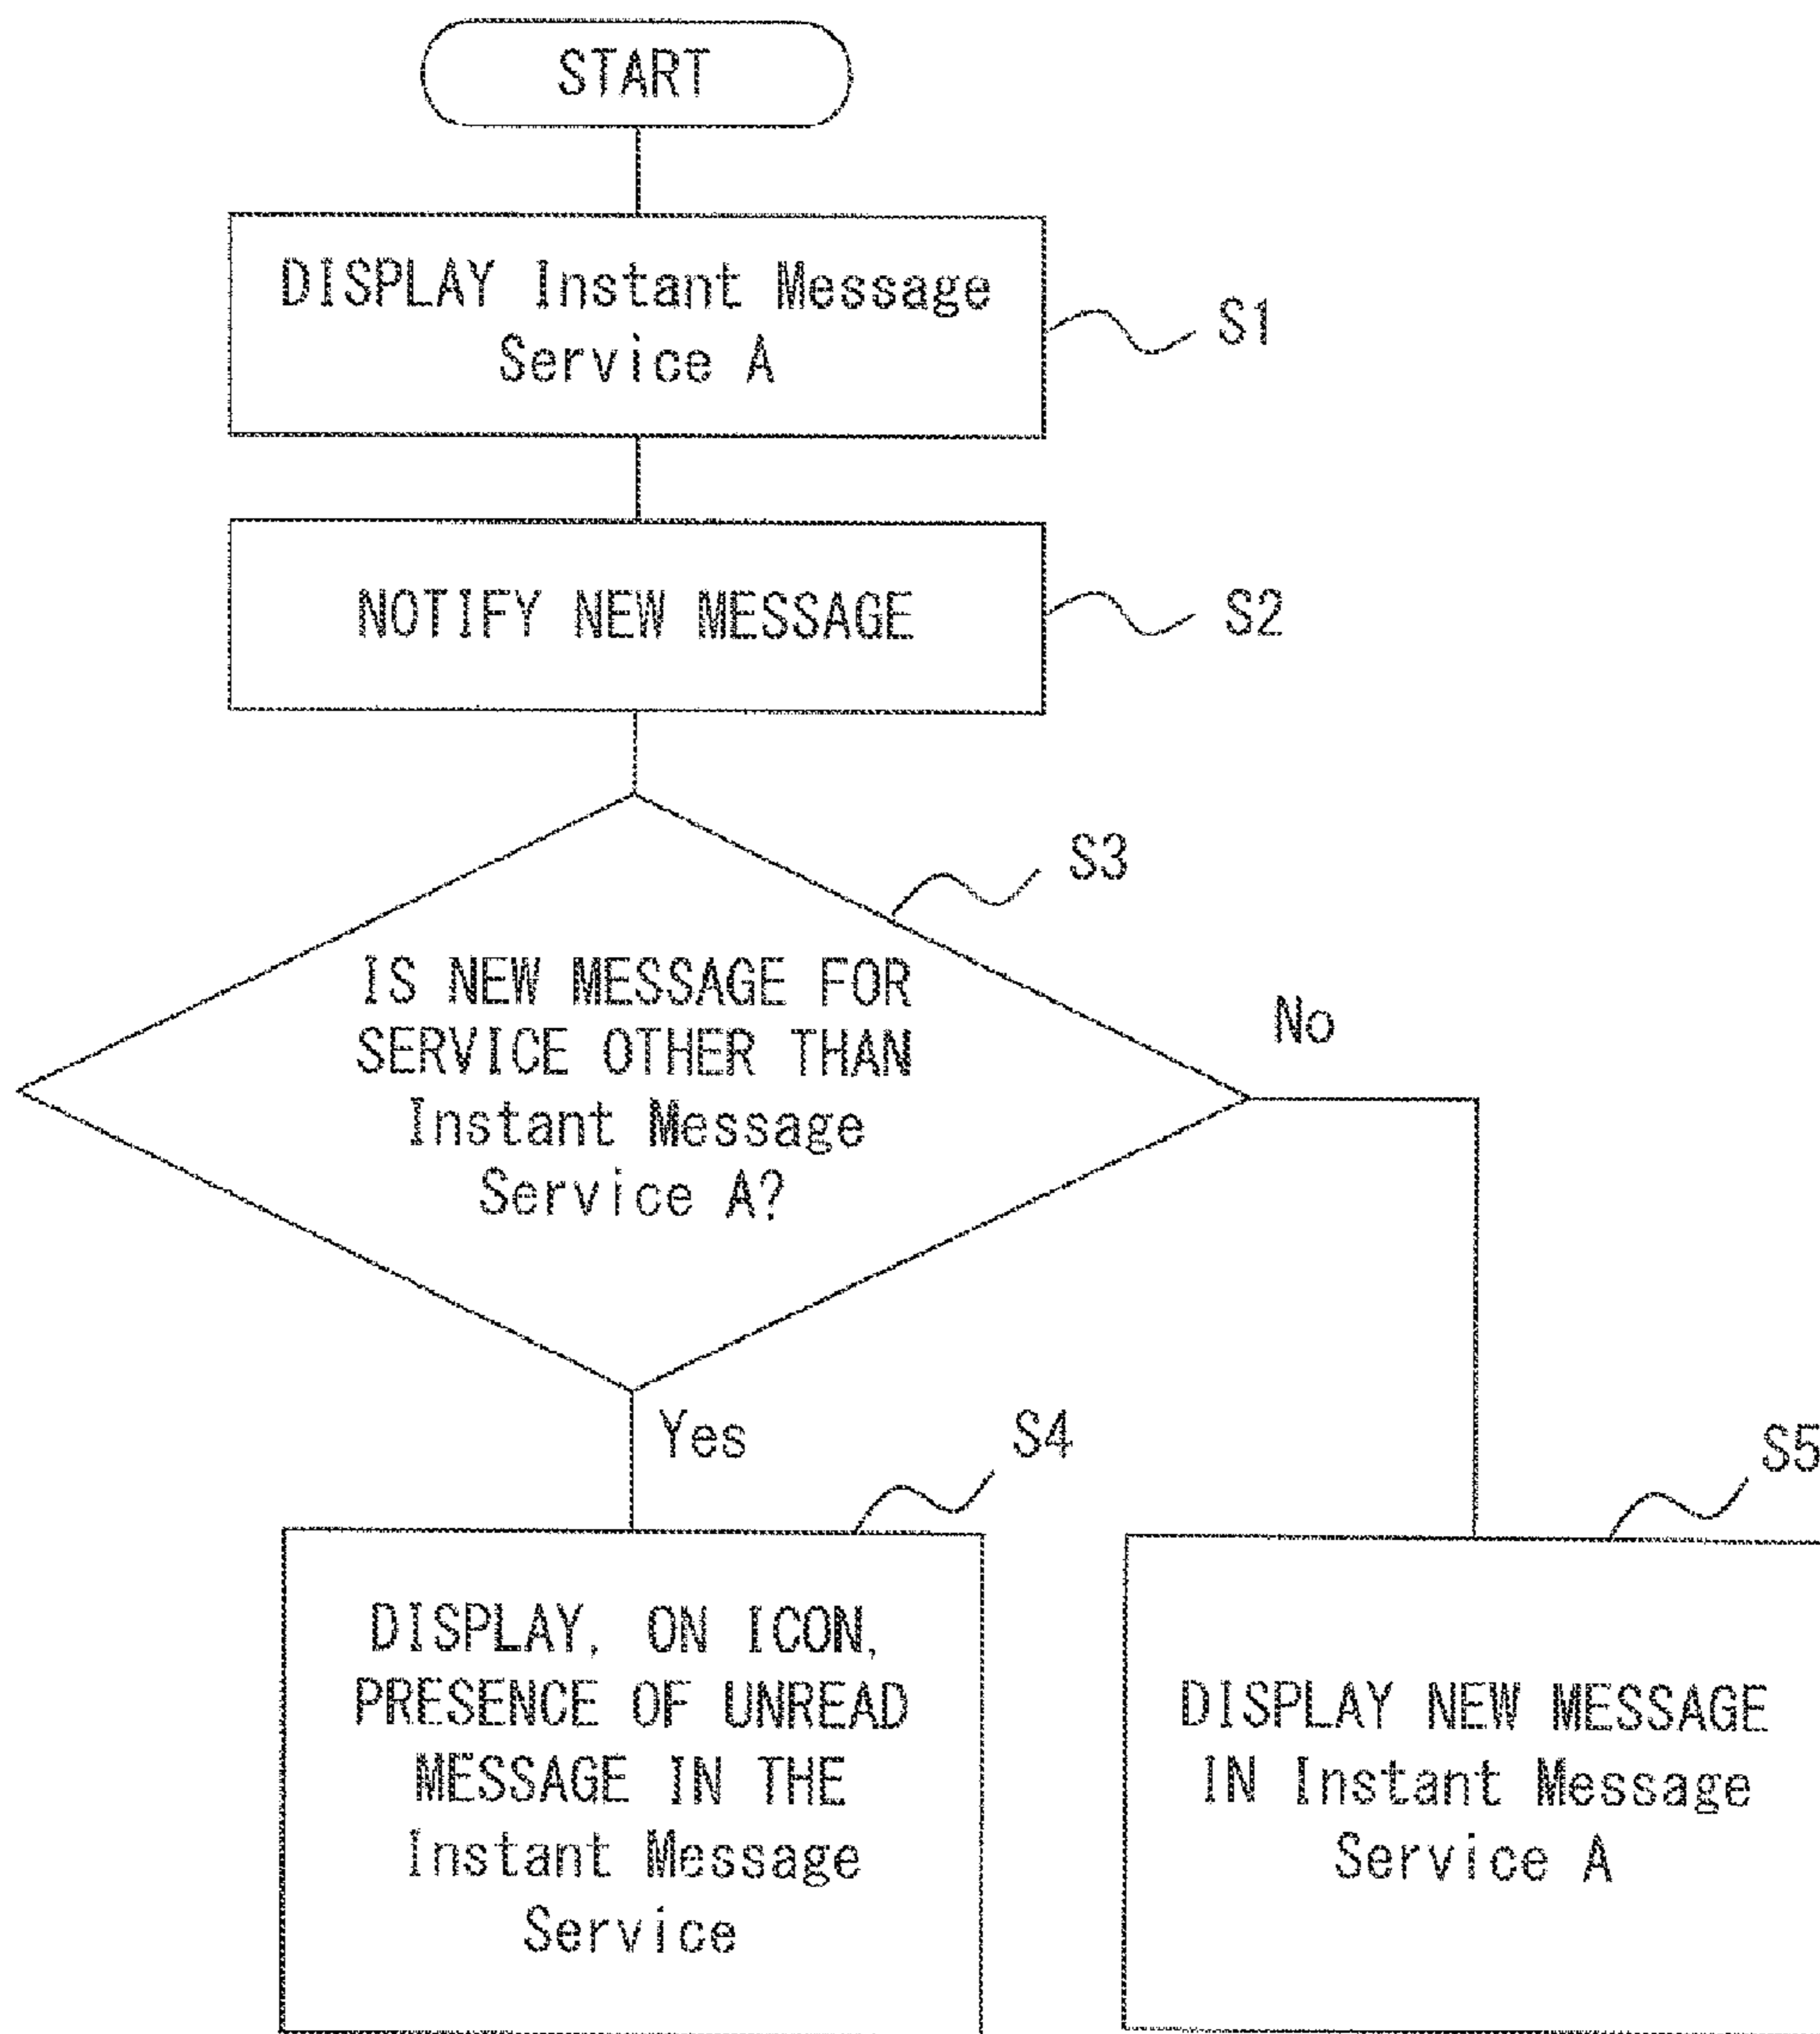 START
DISPLAY Instant Message
Service A
S1
NOTIFY NEW MESSAGE
S2
S3
IS NEW MESSAGE FOR
SERVICE OTHER THAN
Instant Message
Service A?
No
Yes
S4
S5
DISPLAY, ON ICON,
PRESENCE OF UNREAD
MESSAGE IN THE
Instant Message
Service
DISPLAY NEW MESSAGE
IN Instant Message
Service A